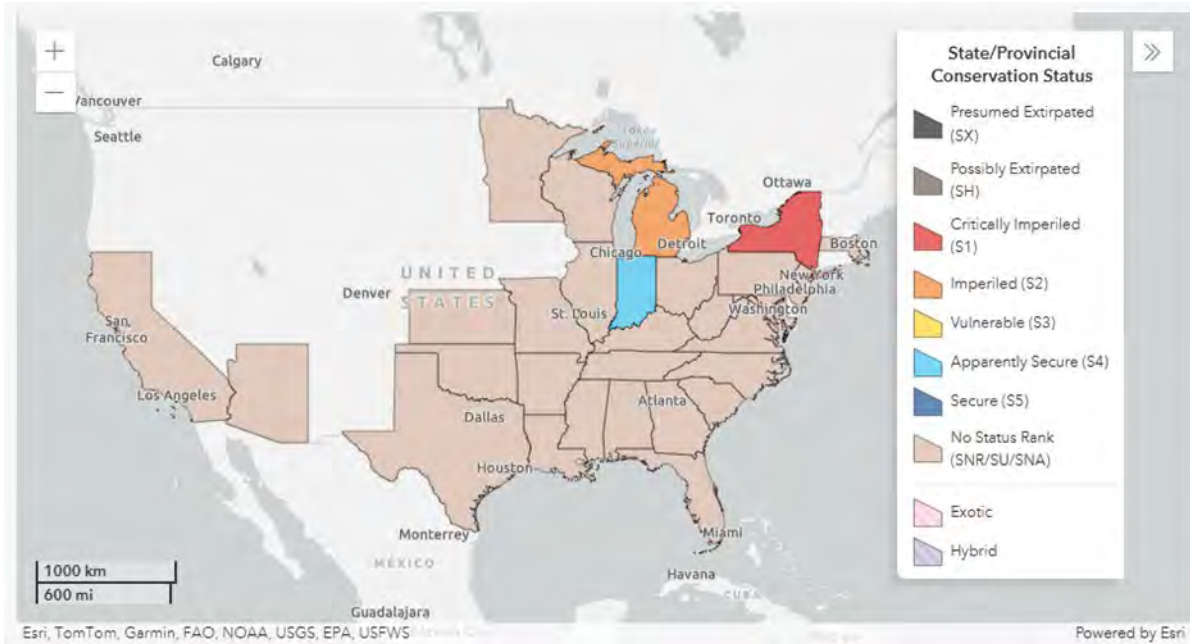 +
−
Calgary
Vancouver
Seattle
Lake
Superior
Ottawa
Toronto
Boston
Chicago
Detroit
UNITED
STATES
New York
Philadelphia
Denver
St. Louis
Washington
San
Francisco
Los Angeles
Atlanta
Dallas
Houston
Monterrey
Miami
MÉXICO
Havana
CUBA
Guadalajara
1000 km
600 mi
State/Provincial
Conservation Status
Presumed Extirpated
(SX)
Possibly Extirpated
(SH)
Critically Imperiled
(S1)
Imperiled (S2)
Vulnerable (S3)
Apparently Secure (S4)
Secure (S5)
No Status Rank
(SNR/SU/SNA)
Exotic
Hybrid
»
Esri, TomTom, Garmin, FAO, NOAA, USGS, EPA, USFWS
Powered by Esri